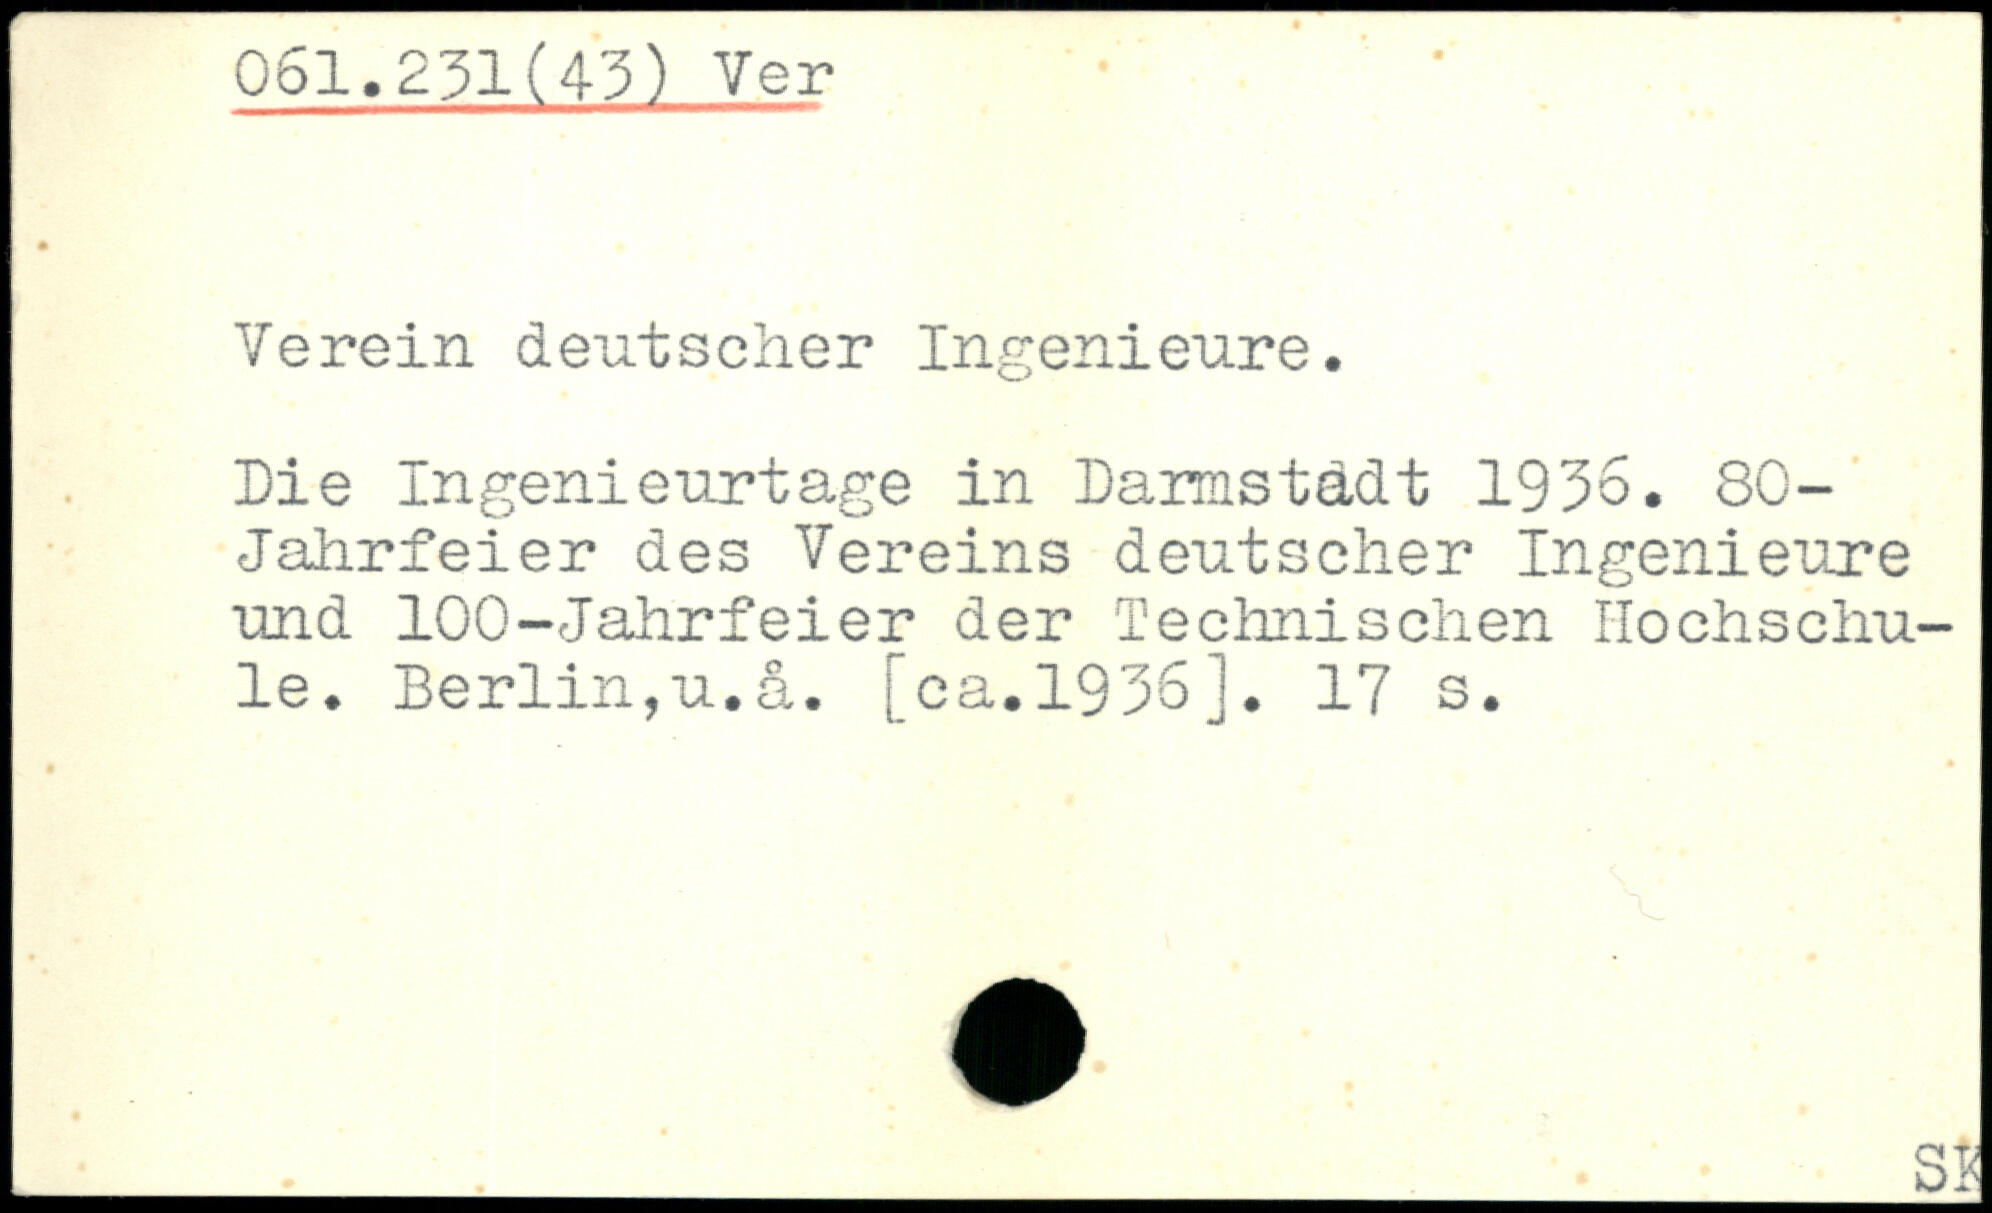 061.231(43) Ver
Verein deutscher Ingenieure.
Die Ingenieurtage in Darmstadt 1936. 80-
Jahrfeier des Vereins deutscher Ingenieure
und 100-Jahrfeier der Technischen Hochschu-
le. Berlin,u.å. [ca.1936]. 17 s.
SK